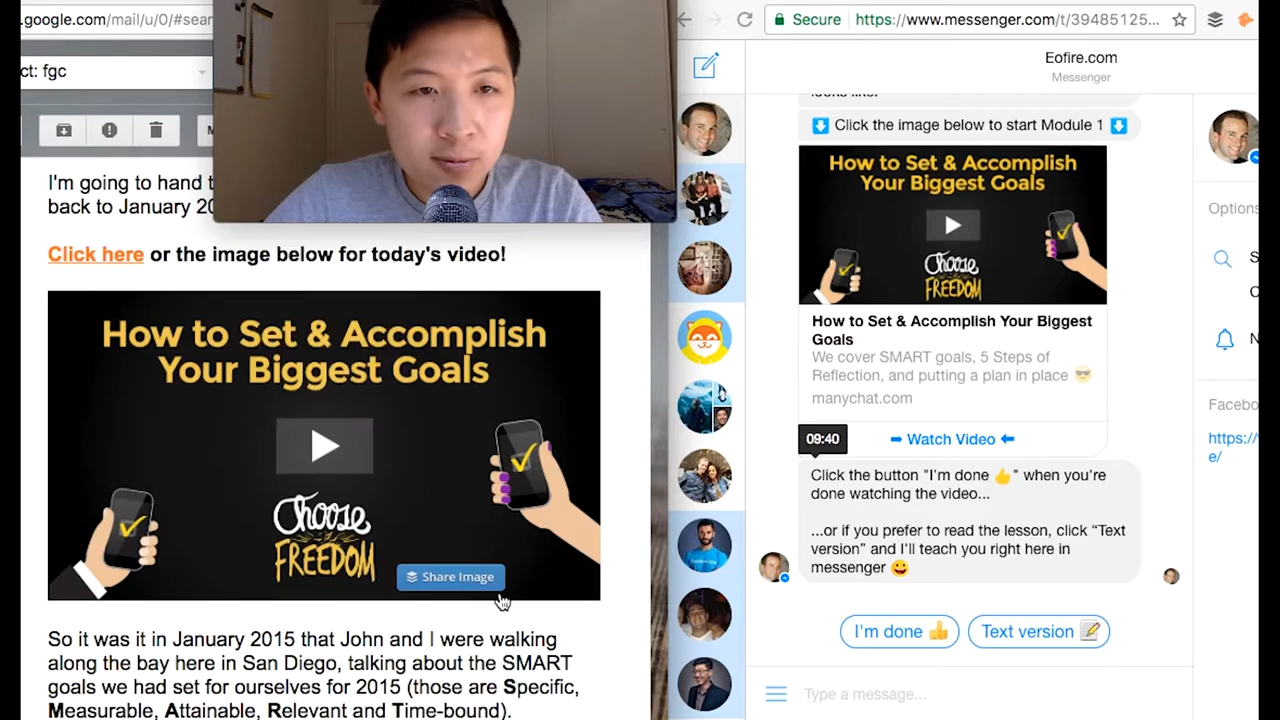 .google.com/mail/u/0/#sear
ct: fgc
I'm going to hand t
back to January 20
Click here or the image below for today's video!
How to Set & Accomplish
Your Biggest Goals
Choose
FREEDOM
Share Image
So it was it in January 2015 that John and I were walking
along the bay here in San Diego, talking about the SMART
goals we had set for ourselves for 2015 (those are Specific,
Measurable, Attainable, Relevant and Time-bound).
Secure https://www.messenger.com/t/39485125...
Eofire.com
Messenger
Click the image below to start Module 1
How to Set & Accomplish
Your Biggest Goals
Choose
FREEDOM
How to Set & Accomplish Your Biggest
Goals
We cover SMART goals, 5 Steps of
Reflection, and putting a plan in place
manychat.com
09:40
Watch Video
Click the button "I'm done 👍" when you're
done watching the video...
...or if you prefer to read the lesson, click “Text
version” and I'll teach you right here in
messenger 😀
I'm done 👍 Text version 📝
Type a message...
Options
S
C
N
Facebo
https://
e/